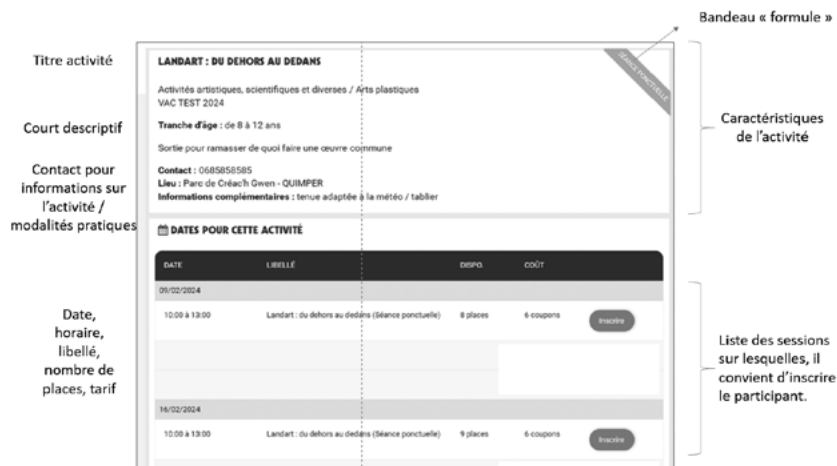 Bandeau « formule »
Titre activité
LANDART : DU DEHORS AU DEDANS
SÉANCE PONCTUELLE
Activités artistiques, scientifiques et diverses / Arts plastiques
VAC TEST 2024
Court descriptif
Tranche d'âge : de 8 à 12 ans
Caractéristiques
de l'activité
Sortie pour ramasser de quoi faire une œuvre commune
Contact pour
informations sur
l'activité /
modalités pratiques
Contact : 0685858585
Lieu : Parc de Créac'h Gwen - QUIMPER
Informations complémentaires : tenue adaptée à la météo / tablier
DATES POUR CETTE ACTIVITÉ
DATE LIBELLÉ DISPO. COÛT
09/02/2024
10:00 à 13:00 Landart : du dehors au dedans (Séance ponctuelle) 8 places 6 coupons Inscrire
Date,
horaire,
libellé,
nombre de
places, tarif
Liste des sessions
sur lesquelles, il
convient d'inscrire
le participant.
16/02/2024
10:00 à 13:00 Landart : du dehors au dedans (Séance ponctuelle) 9 places 6 coupons Inscrire